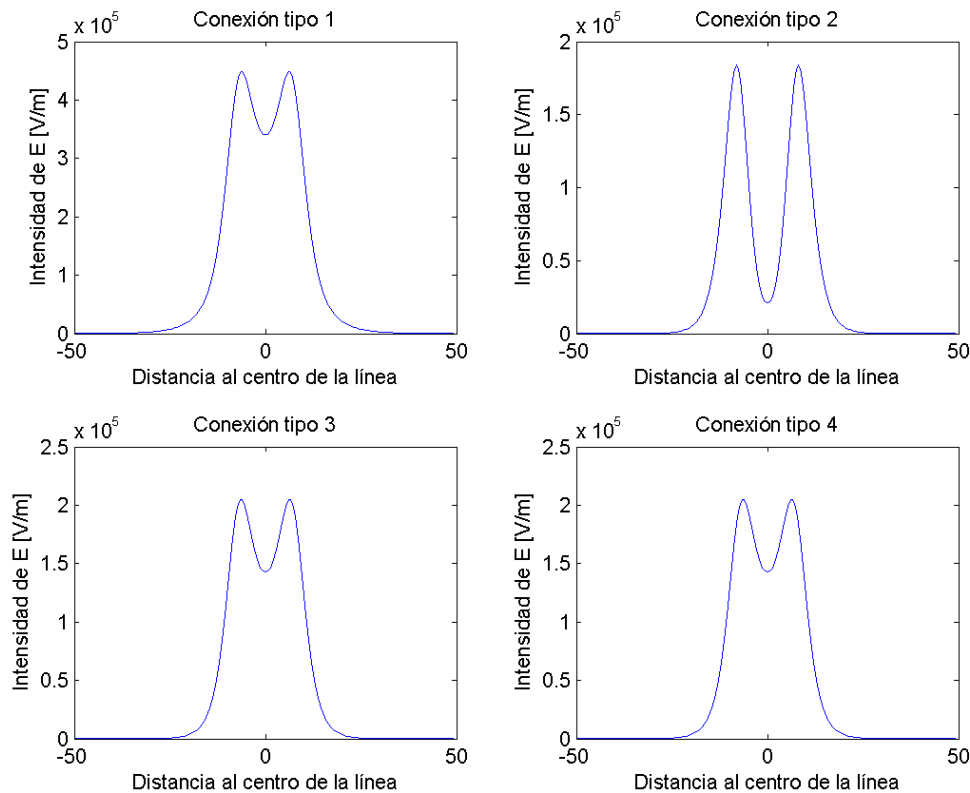 Conexión tipo 1
x 10^5
5
4
3
2
1
0
-50
0
50
Intensidad de E [V/m]
Distancia al centro de la línea
Conexión tipo 2
x 10^5
2
1.5
1
0.5
0
-50
0
50
Intensidad de E [V/m]
Distancia al centro de la línea
Conexión tipo 3
x 10^5
2.5
2
1.5
1
0.5
0
-50
0
50
Intensidad de E [V/m]
Distancia al centro de la línea
Conexión tipo 4
x 10^5
2.5
2
1.5
1
0.5
0
-50
0
50
Intensidad de E [V/m]
Distancia al centro de la línea